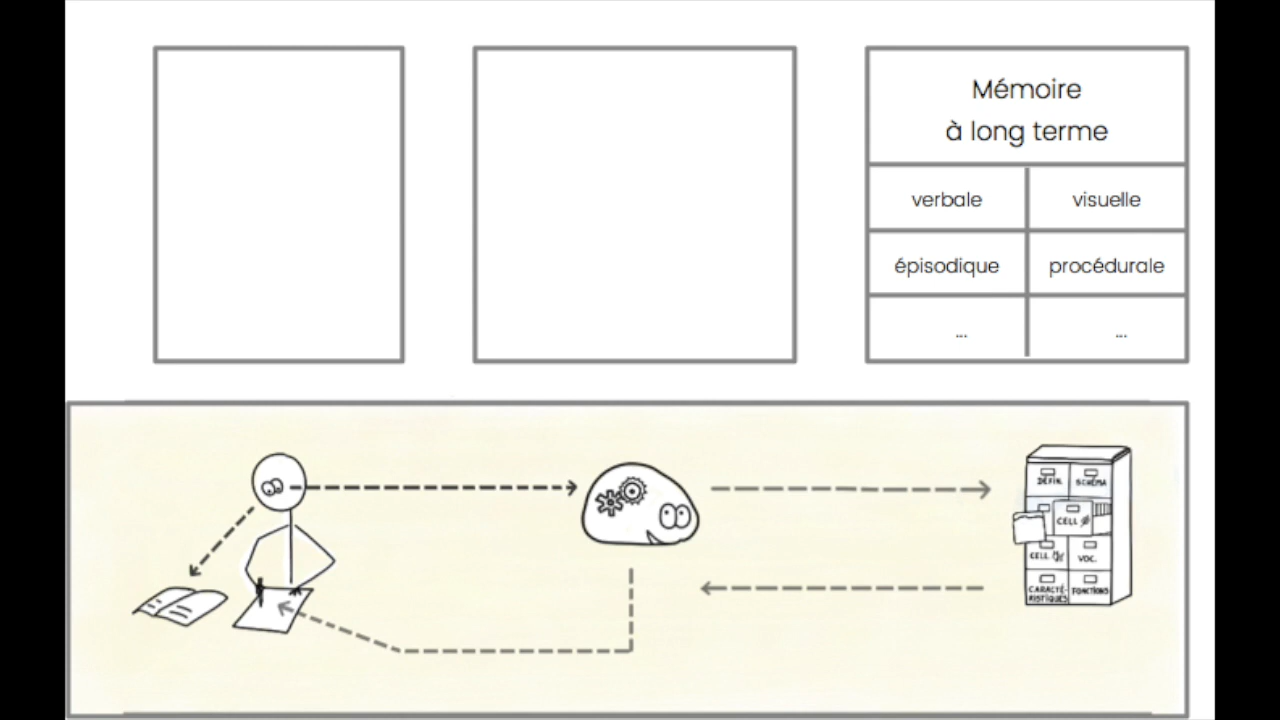 Mémoire
à long terme
verbale visuelle
épisodique procédurale
... ...
DÉFIN. SCHÉMA
CELL
CELL VOC.
CARACTÉ- FONCTIONS
RISTIQUES